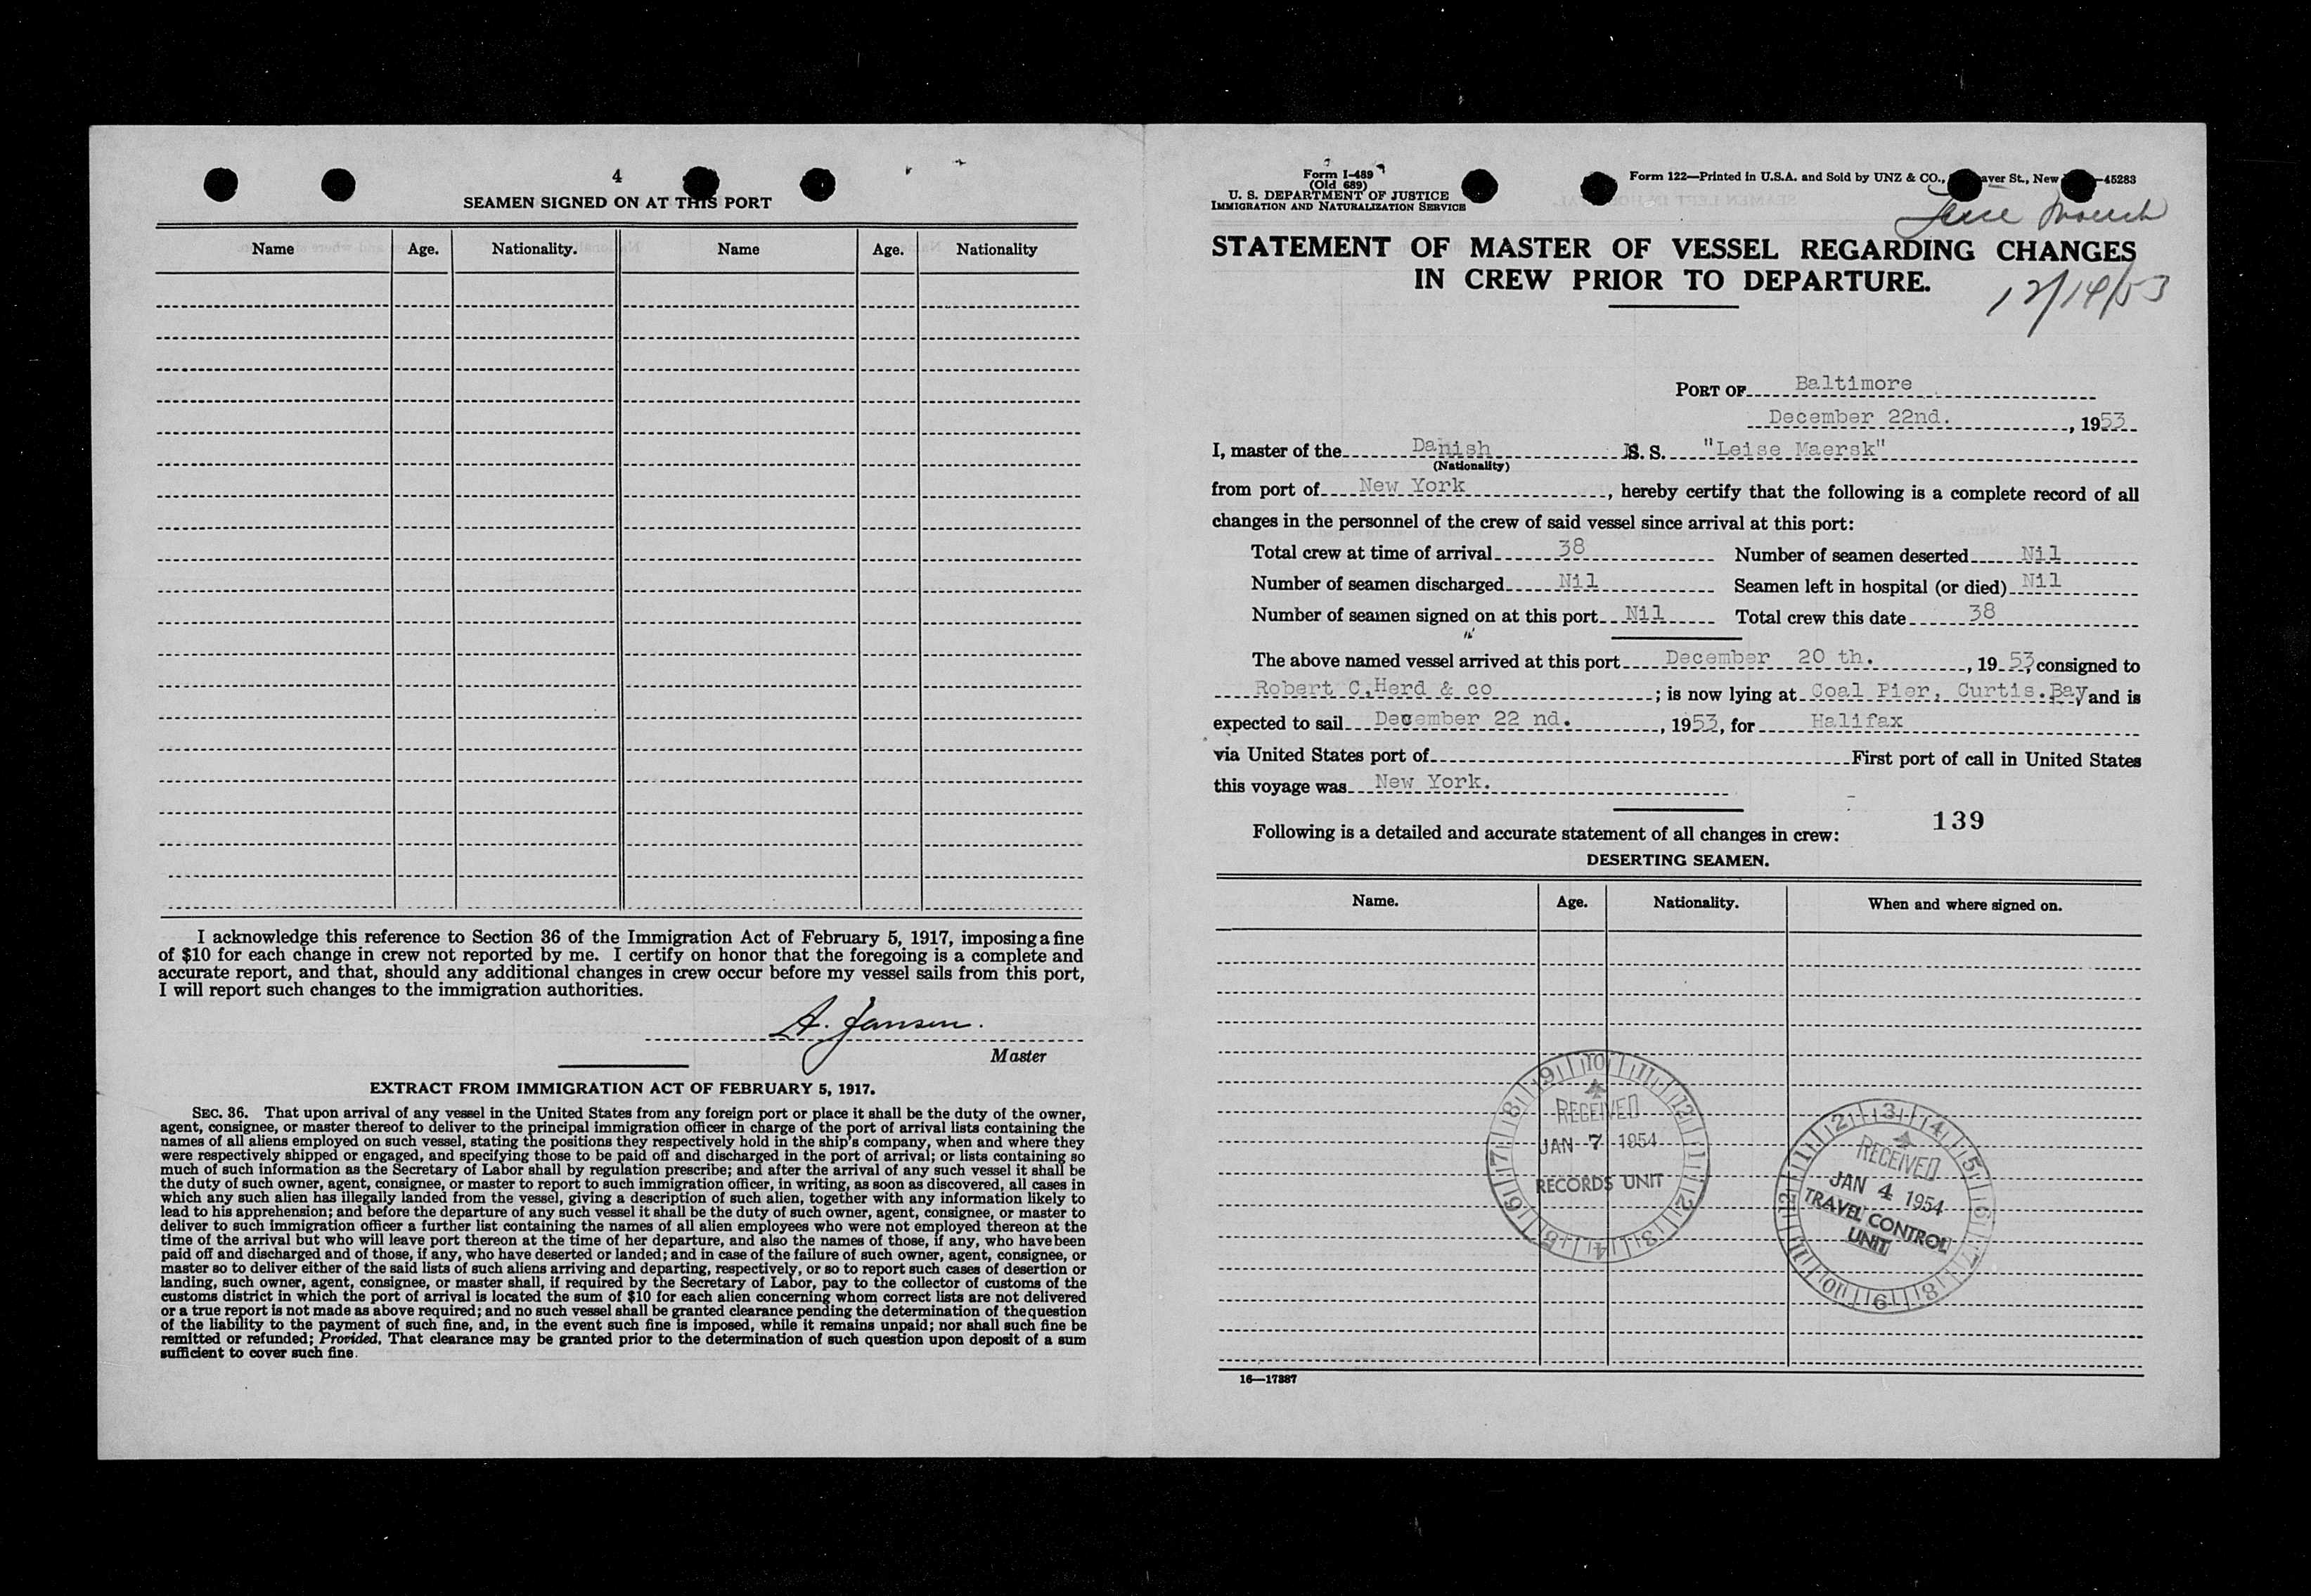 4
SEAMEN SIGNED ON AT THIS PORT
Name Age. Nationality. Name Age. Nationality
I acknowledge this reference to Section 36 of the Immigration Act of February 5, 1917, imposing a fine
of $10 for each change in crew not reported by me. I certify on honor that the foregoing is a complete and
accurate report, and that, should any additional changes in crew occur before my vessel sails from this port,
I will report such changes to the immigration authorities.
A. Jansen.
Master
EXTRACT FROM IMMIGRATION ACT OF FEBRUARY 5, 1917.
SEC. 36. That upon arrival of any vessel in the United States from any foreign port or place it shall be the duty of the owner,
agent, consignee, or master thereof to deliver to the principal immigration officer in charge of the port of arrival lists containing the
names of all aliens employed on such vessel, stating the positions they respectively hold in the ship's company, when and where they
were respectively shipped or engaged, and specifying those to be paid off and discharged in the port of arrival; or lists containing so
much of such information as the Secretary of Labor shall by regulation prescribe; and after the arrival of any such vessel it shall be
the duty of such owner, agent, consignee, or master to report to such immigration officer, in writing, as soon as discovered, all cases in
which any such alien has illegally landed from the vessel, giving a description of such alien, together with any information likely to
lead to his apprehension; and before the departure of any such vessel it shall be the duty of such owner, agent, consignee, or master to
deliver to such immigration officer a further list containing the names of all alien employees who were not employed thereon at the
time of the arrival but who will leave port thereon at the time of her departure, and also the names of those, if any, who have been
paid off and discharged and of those, if any, who have deserted or landed; and in case of the failure of such owner, agent, consignee, or
master so to deliver either of the said lists of such aliens arriving and departing, respectively, or so to report such cases of desertion or
landing, such owner, agent, consignee, or master shall, if required by the Secretary of Labor, pay to the collector of customs of the
customs district in which the port of arrival is located the sum of $10 for each alien concerning whom correct lists are not delivered
or a true report is not made as above required; and no such vessel shall be granted clearance pending the determination of the question
of the liability to the payment of such fine, and, in the event such fine is imposed, while it remains unpaid; nor shall such fine be
remitted or refunded; Provided, That clearance may be granted prior to the determination of such question upon deposit of a sum
sufficient to cover such fine.
Form I-489
(Old 689)
U. S. DEPARTMENT OF JUSTICE
IMMIGRATION AND NATURALIZATION SERVICE
Form 122—Printed in U.S.A. and Sold by UNZ & CO., aver St., New —45283
STATEMENT OF MASTER OF VESSEL REGARDING CHANGES
IN CREW PRIOR TO DEPARTURE.
12/14/53
PORT OF Baltimore
December 22nd., 1953
I, master of the Danish S. S. "Leise Maersk"
(Nationality)
from port of New York, hereby certify that the following is a complete record of all
changes in the personnel of the crew of said vessel since arrival at this port:
Total crew at time of arrival 38 Number of seamen deserted Nil
Number of seamen discharged Nil Seamen left in hospital (or died) Nil
Number of seamen signed on at this port Nil Total crew this date 38
The above named vessel arrived at this port December 20 th., 1953 consigned to
Robert C.Herd & co; is now lying at Coal Pier, Curtis.Bay and is
expected to sail December 22 nd., 1953, for Halifax
via United States port of First port of call in United States
this voyage was New York.
139
Following is a detailed and accurate statement of all changes in crew:
DESERTING SEAMEN.
Name. Age. Nationality. When and where signed on.
RECEIVED
JAN 7 1954
RECORDS UNIT
RECEIVED
JAN 4 1954
TRAVEL CONTROL
UNIT
16—17387